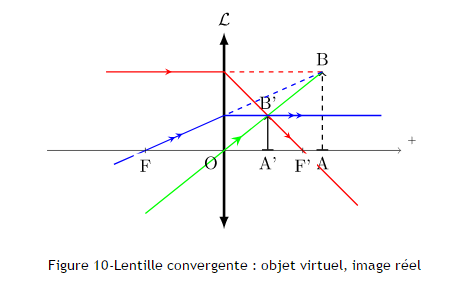 ℒ
B
B'
+
F
O
A'
F'
A
Figure 10-Lentille convergente : objet virtuel, image réel